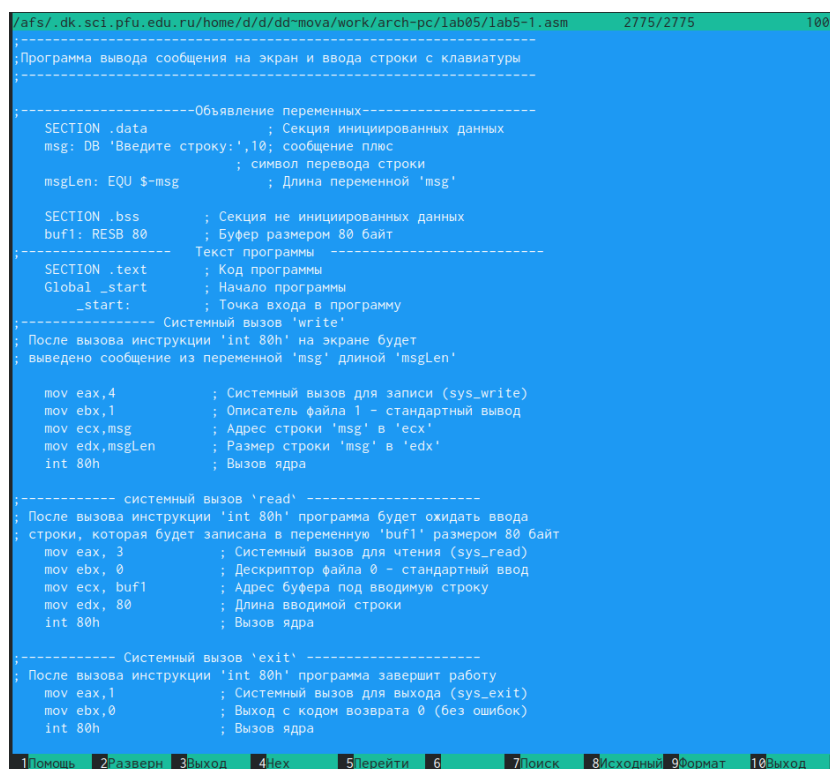 /afs/.dk.sci.pfu.edu.ru/home/d/d/dd~mova/work/arch-pc/lab05/lab5-1.asm 2775/2775 100
;---------------------------------------------------------------
;Программа вывода сообщения на экран и ввода строки с клавиатуры
;---------------------------------------------------------------
;---------------------Объявление переменных---------------------
SECTION .data ; Секция инициированных данных
msg: DB 'Введите строку:',10; сообщение плюс
; символ перевода строки
msgLen: EQU $-msg ; Длина переменной 'msg'
SECTION .bss ; Секция не инициированных данных
buf1: RESB 80 ; Буфер размером 80 байт
;------------------ Текст программы --------------------------
SECTION .text ; Код программы
Global _start ; Начало программы
_start: ; Точка входа в программу
;---------------- Системный вызов 'write'
; После вызова инструкции 'int 80h' на экране будет
; выведено сообщение из переменной 'msg' длиной 'msgLen'
mov eax,4 ; Системный вызов для записи (sys_write)
mov ebx,1 ; Описатель файла 1 - стандартный вывод
mov ecx,msg ; Адрес строки 'msg' в 'ecx'
mov edx,msgLen ; Размер строки 'msg' в 'edx'
int 80h ; Вызов ядра
;------------ системный вызов `read` ---------------------
; После вызова инструкции 'int 80h' программа будет ожидать ввода
; строки, которая будет записана в переменную 'buf1' размером 80 байт
mov eax, 3 ; Системный вызов для чтения (sys_read)
mov ebx, 0 ; Дескриптор файла 0 - стандартный ввод
mov ecx, buf1 ; Адрес буфера под вводимую строку
mov edx, 80 ; Длина вводимой строки
int 80h ; Вызов ядра
;------------ Системный вызов `exit` ---------------------
; После вызова инструкции 'int 80h' программа завершит работу
mov eax,1 ; Системный вызов для выхода (sys_exit)
mov ebx,0 ; Выход с кодом возврата 0 (без ошибок)
int 80h ; Вызов ядра
1Помощь 2Разверн 3Выход 4Hex 5Перейти 6 7Поиск 8Исходный 9Формат 10Выход